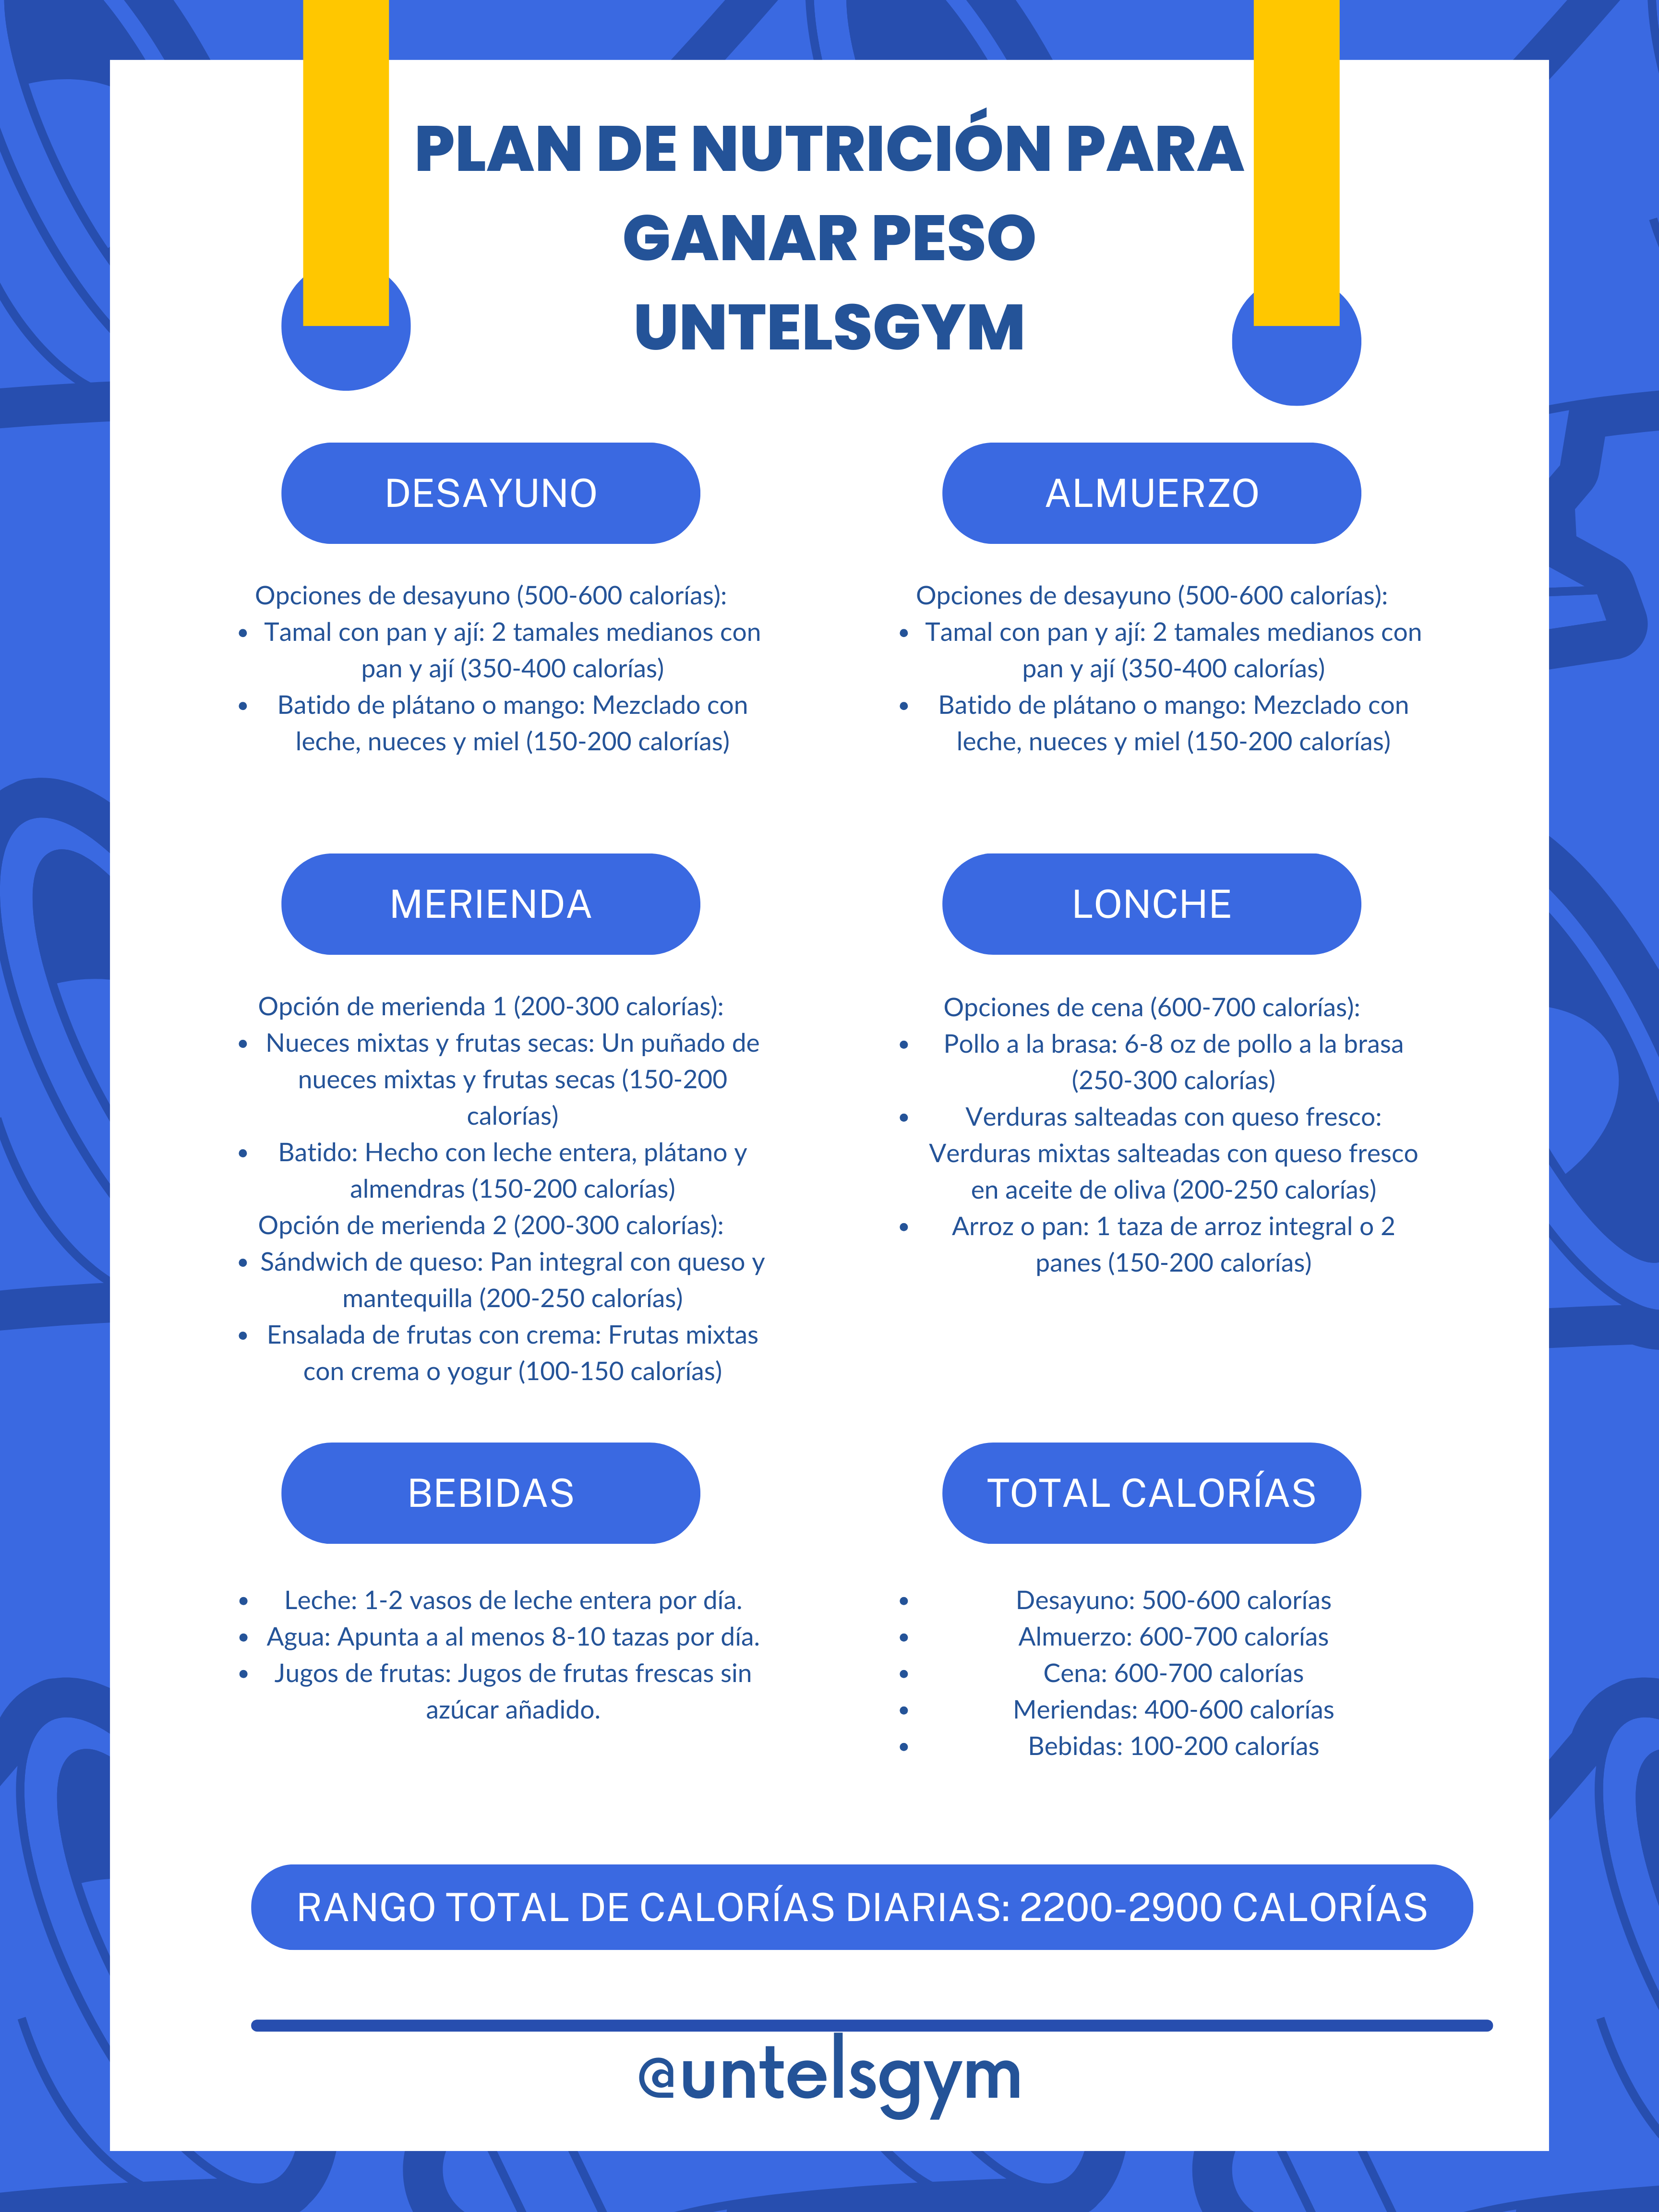 PLAN DE NUTRICIÓN PARA
GANAR PESO
UNTELSGYM
DESAYUNO
Opciones de desayuno (500-600 calorías):
• Tamal con pan y ají: 2 tamales medianos con
pan y ají (350-400 calorías)
• Batido de plátano o mango: Mezclado con
leche, nueces y miel (150-200 calorías)
ALMUERZO
Opciones de desayuno (500-600 calorías):
• Tamal con pan y ají: 2 tamales medianos con
pan y ají (350-400 calorías)
• Batido de plátano o mango: Mezclado con
leche, nueces y miel (150-200 calorías)
MERIENDA
Opción de merienda 1 (200-300 calorías):
• Nueces mixtas y frutas secas: Un puñado de
nueces mixtas y frutas secas (150-200
calorías)
• Batido: Hecho con leche entera, plátano y
almendras (150-200 calorías)
Opción de merienda 2 (200-300 calorías):
• Sándwich de queso: Pan integral con queso y
mantequilla (200-250 calorías)
• Ensalada de frutas con crema: Frutas mixtas
con crema o yogur (100-150 calorías)
LONCHE
Opciones de cena (600-700 calorías):
• Pollo a la brasa: 6-8 oz de pollo a la brasa
(250-300 calorías)
• Verduras salteadas con queso fresco:
Verduras mixtas salteadas con queso fresco
en aceite de oliva (200-250 calorías)
• Arroz o pan: 1 taza de arroz integral o 2
panes (150-200 calorías)
BEBIDAS
• Leche: 1-2 vasos de leche entera por día.
• Agua: Apunta a al menos 8-10 tazas por día.
• Jugos de frutas: Jugos de frutas frescas sin
azúcar añadido.
TOTAL CALORÍAS
• Desayuno: 500-600 calorías
• Almuerzo: 600-700 calorías
• Cena: 600-700 calorías
• Meriendas: 400-600 calorías
• Bebidas: 100-200 calorías
RANGO TOTAL DE CALORÍAS DIARIAS: 2200-2900 CALORÍAS
@untelsgym